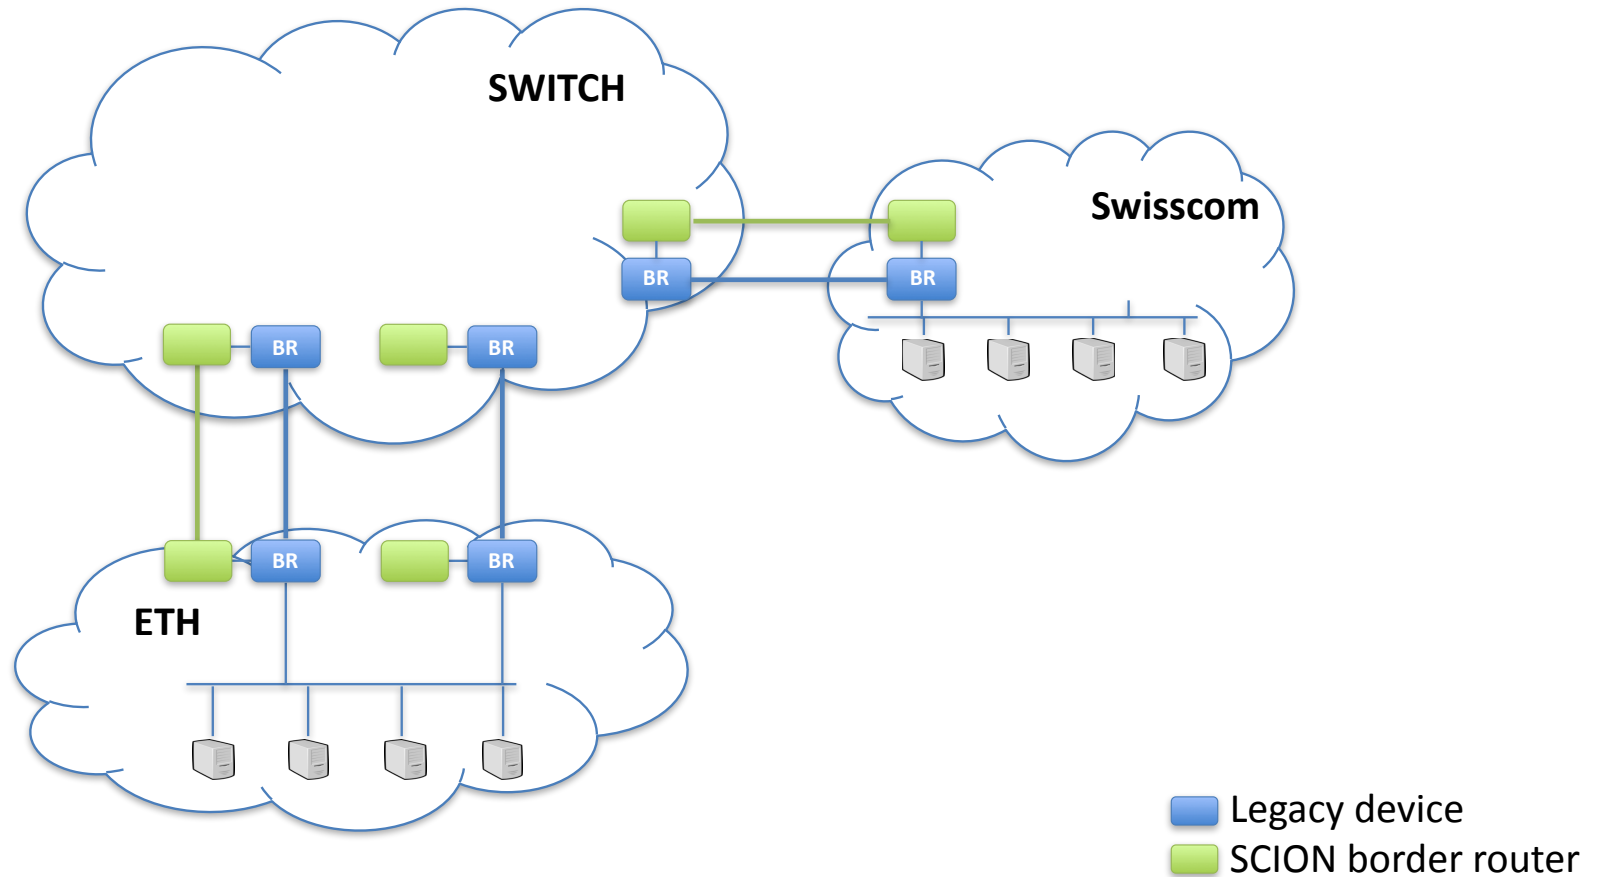 SWITCH
Swisscom
BR
BR
BR
BR
BR
BR
ETH
Legacy device
SCION border router